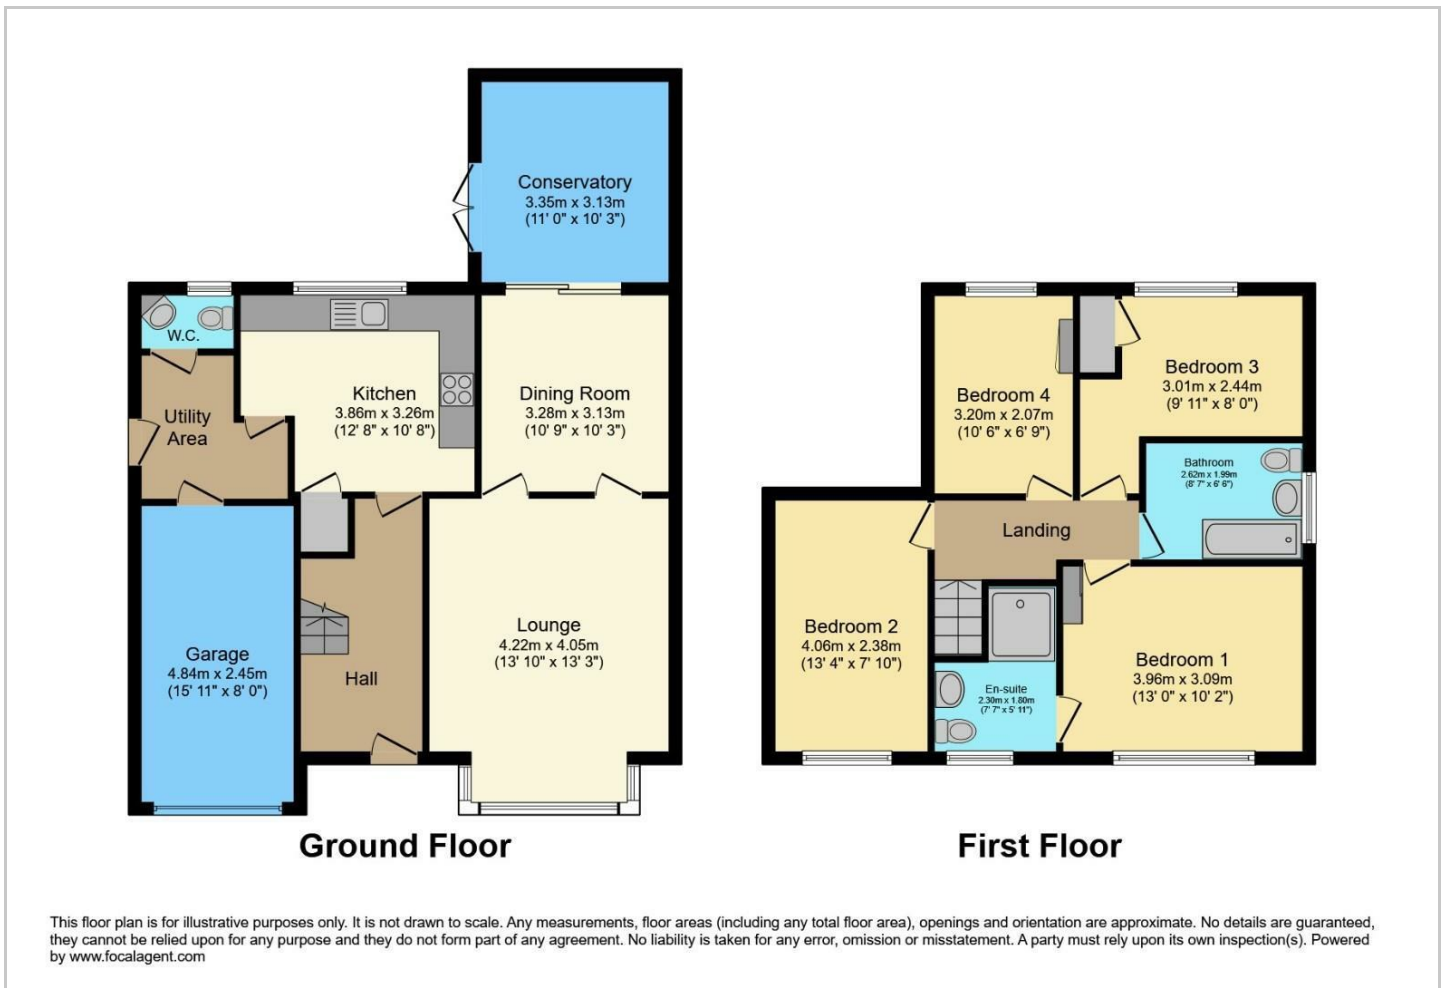 Conservatory
3.35m x 3.13m
(11' 0" x 10' 3")
W.C.
Utility
Area
Kitchen
3.86m x 3.26m
(12' 8" x 10' 8")
Dining Room
3.28m x 3.13m
(10' 9" x 10' 3")
Garage
4.84m x 2.45m
(15' 11" x 8' 0")
Hall
Lounge
4.22m x 4.05m
(13' 10" x 13' 3")
Ground Floor
Bedroom 4
3.20m x 2.07m
(10' 6" x 6' 9")
Bedroom 3
3.01m x 2.44m
(9' 11" x 8' 0")
Bathroom
2.62m x 1.99m
(8' 7" x 6' 6")
Landing
Bedroom 2
4.06m x 2.38m
(13' 4" x 7' 10")
En-suite
2.30m x 1.80m
(7' 7" x 5' 11")
Bedroom 1
3.96m x 3.09m
(13' 0" x 10' 2")
First Floor
This floor plan is for illustrative purposes only. It is not drawn to scale. Any measurements, floor areas (including any total floor area), openings and orientation are approximate. No details are guaranteed,
they cannot be relied upon for any purpose and they do not form part of any agreement. No liability is taken for any error, omission or misstatement. A party must rely upon its own inspection(s). Powered
by www.focalagent.com